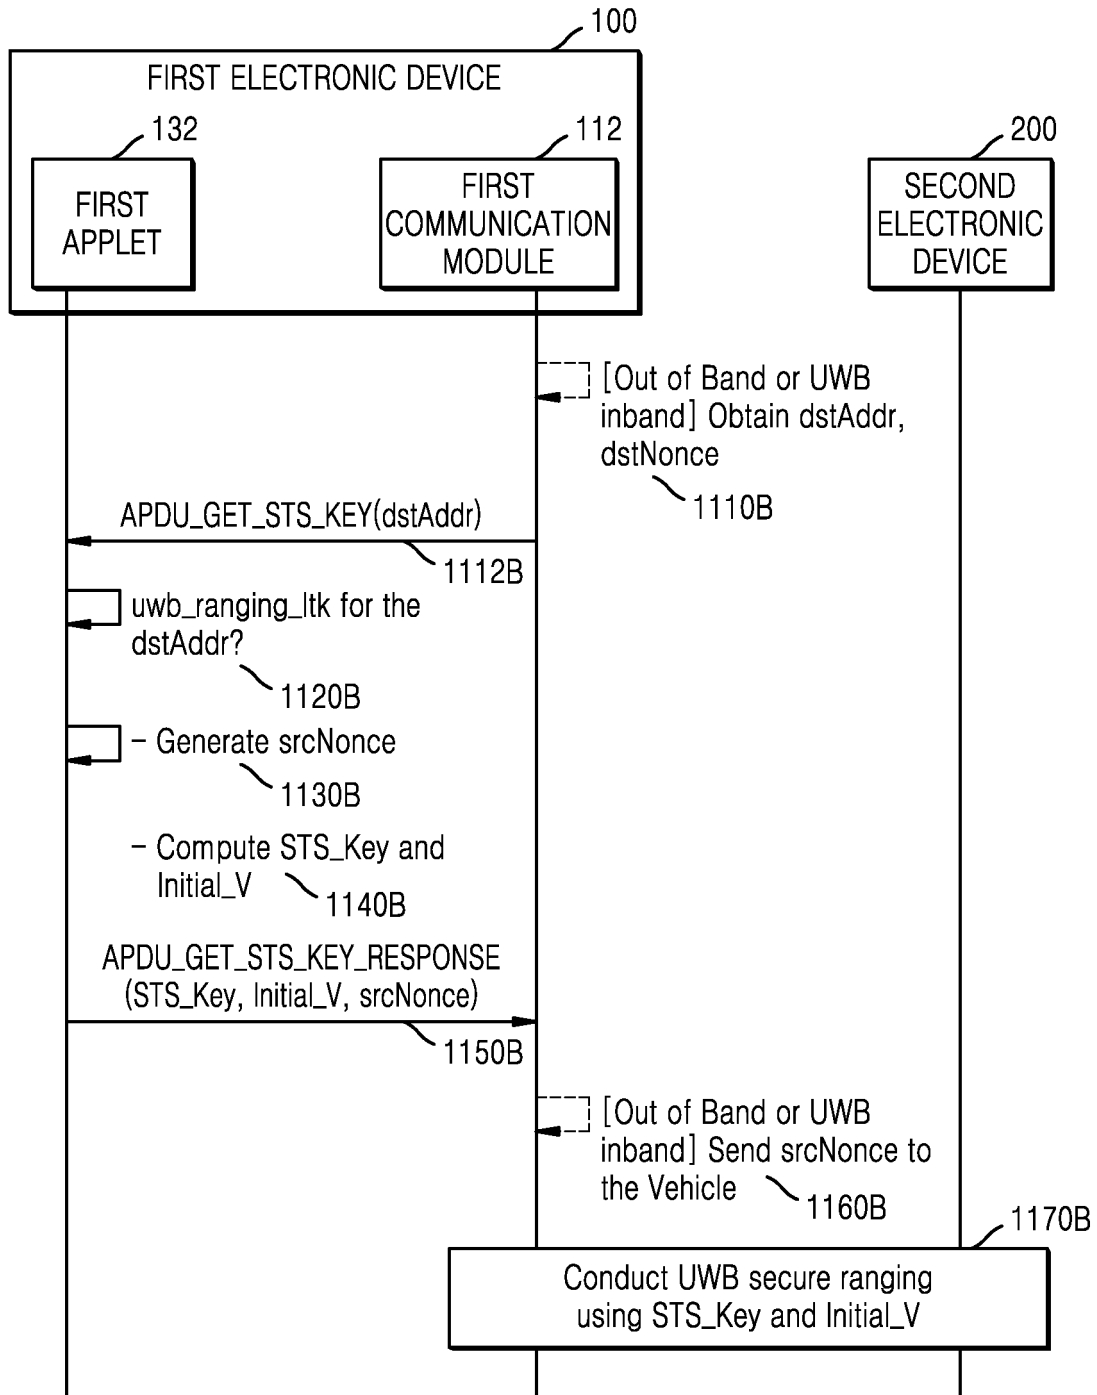 100
FIRST ELECTRONIC DEVICE
132
112
200
FIRST
APPLET
FIRST
COMMUNICATION
MODULE
SECOND
ELECTRONIC
DEVICE
[Out of Band or UWB
inband] Obtain dstAddr,
dstNonce
1110B
APDU_GET_STS_KEY(dstAddr)
1112B
uwb_ranging_ltk for the
dstAddr?
1120B
- Generate srcNonce
1130B
- Compute STS_Key and
Initial_V
1140B
APDU_GET_STS_KEY_RESPONSE
(STS_Key, Initial_V, srcNonce)
1150B
[Out of Band or UWB
inband] Send srcNonce to
the Vehicle
1160B
1170B
Conduct UWB secure ranging
using STS_Key and Initial_V